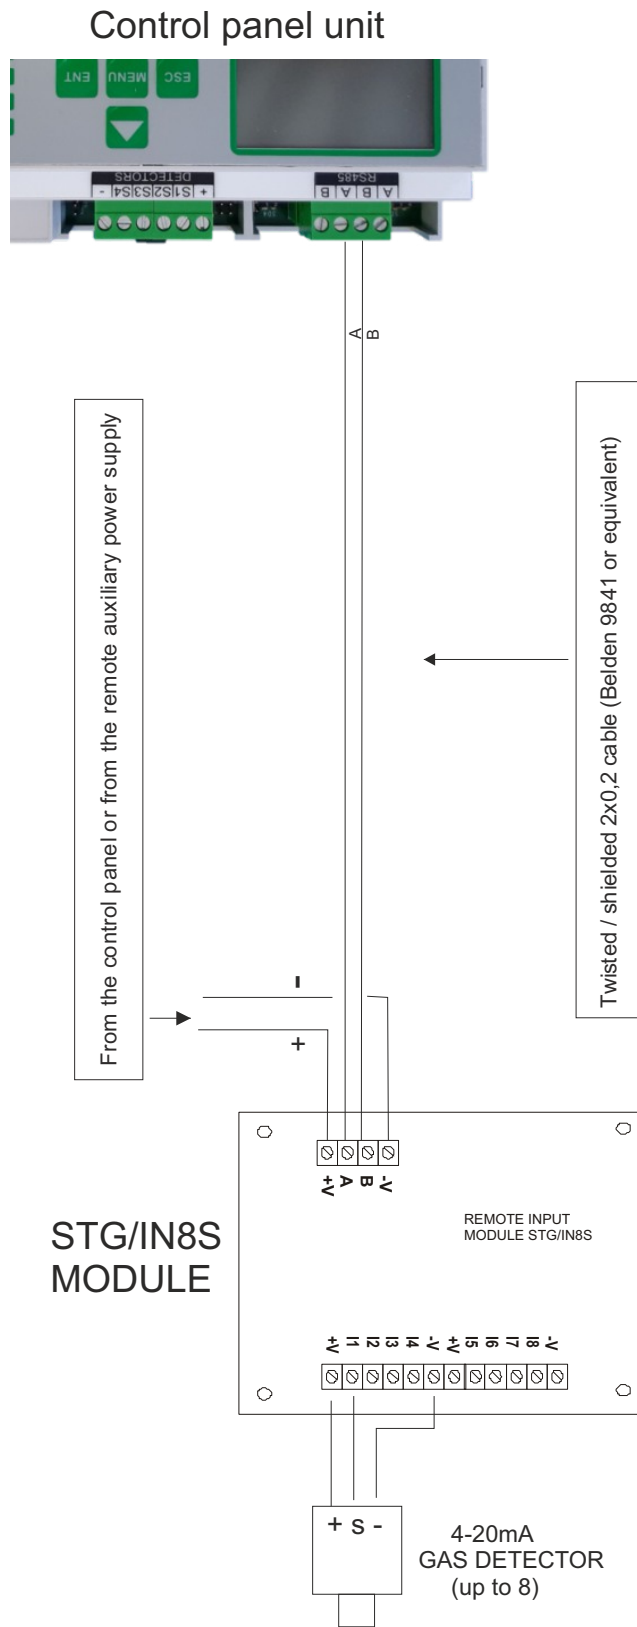 Control panel unit
ENT MENU ESC
DETECTORS
- S4 S3 S2 S1 +
RS485
B A B A
A
B
From the control panel or from the remote auxiliary power supply
Twisted / shielded 2x0,2 cable (Belden 9841 or equivalent)
-
+
+V A B -V
STG/IN8S
MODULE
REMOTE INPUT
MODULE STG/IN8S
+V I1 I2 I3 I4 -V +V I5 I6 I7 I8 -V
+ S -
4-20mA
GAS DETECTOR
(up to 8)